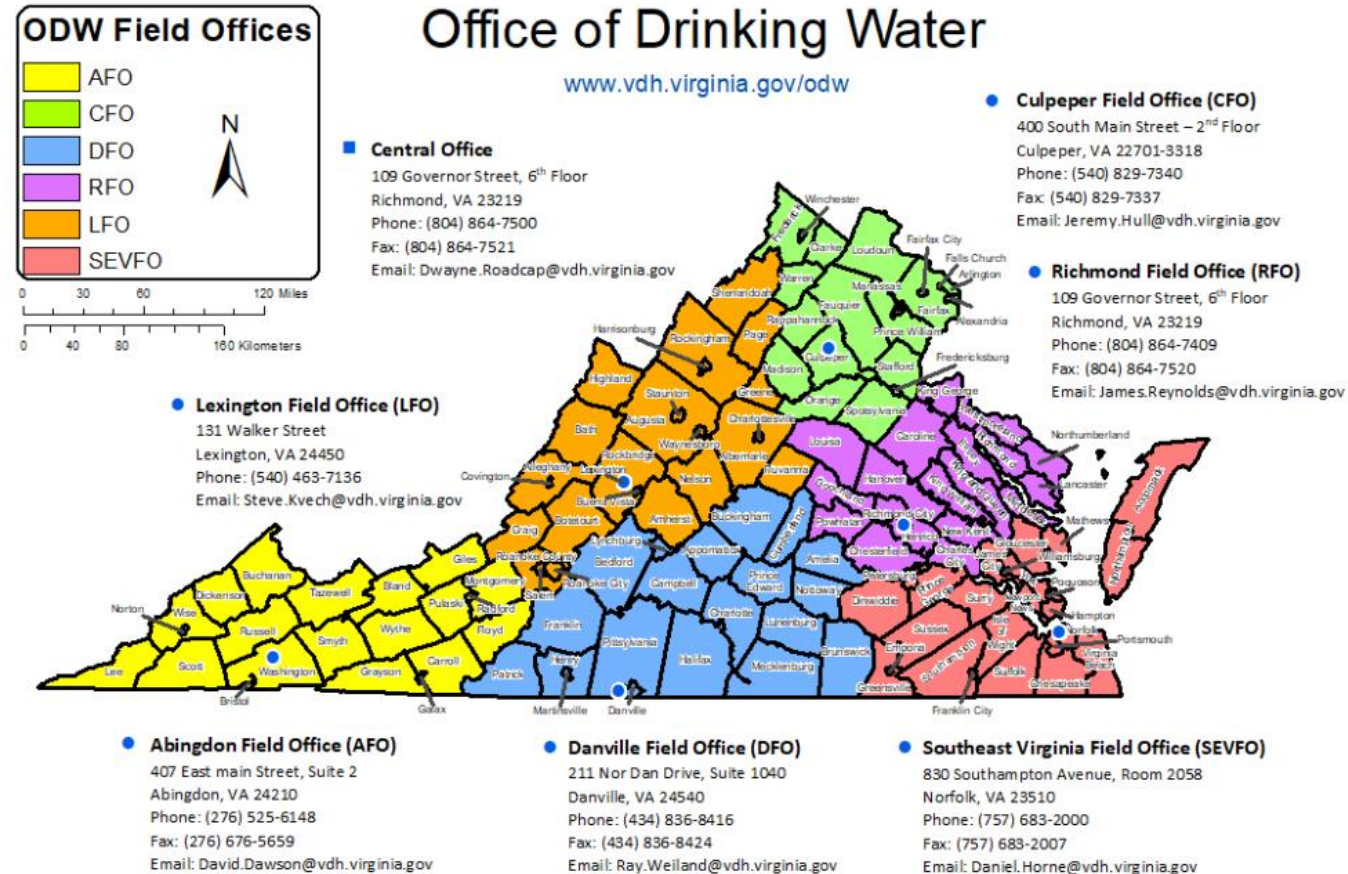 ODW Field Offices
AFO
CFO
DFO
RFO
LFO
SEVFO
N
0 30 60 120 Miles
0 40 80 160 Kilometers
Office of Drinking Water
www.vdh.virginia.gov/odw
Central Office
109 Governor Street, 6th Floor
Richmond, VA 23219
Phone: (804) 864-7500
Fax: (804) 864-7521
Email: Dwayne.Roadcap@vdh.virginia.gov
Culpeper Field Office (CFO)
400 South Main Street – 2nd Floor
Culpeper, VA 22701-3318
Phone: (540) 829-7340
Fax: (540) 829-7337
Email: Jeremy.Hull@vdh.virginia.gov
Richmond Field Office (RFO)
109 Governor Street, 6th Floor
Richmond, VA 23219
Phone: (804) 864-7409
Fax: (804) 864-7520
Email: James.Reynolds@vdh.virginia.gov
Lexington Field Office (LFO)
131 Walker Street
Lexington, VA 24450
Phone: (540) 463-7136
Email: Steve.Kvech@vdh.virginia.gov
Winchester
Frederick
Clarke
Loudoun
Fairfax City
Falls Church
Arlington
Warren
Manassas
Fauquier
Fairfax
Alexandria
Shenandoah
Rappahannock
Prince William
Page
Harrisonburg
Rockingham
Culpeper
Fredericksburg
Madison
Stafford
Highland
Greene
King George
Staunton
Orange
Spotsylvania
Augusta
Charlottesville
Bath
Waynesboro
Louisa
Caroline
Northumberland
Rockbridge
Albemarle
Alleghany
Lexington
Fluvanna
Covington
Nelson
Hanover
Lancaster
Buena Vista
Goochland
Accomack
Botetourt
Amherst
Buckingham
Cumberland
Powhatan
Richmond City
Henrico
New Kent
Mathews
Craig
Gloucester
Lynchburg
Chesterfield
Charles City
James City
Williamsburg
Roanoke County
Bedford
Appomattox
Amelia
Northampton
Giles
Roanoke City
Campbell
Prince Edward
Petersburg
Prince George
Poquoson
Buchanan
Bland
Montgomery
Salem
Nottoway
Dinwiddie
Surry
Newport News
Dickenson
Tazewell
Pulaski
Radford
Hampton
Norton
Wise
Charlotte
Sussex
Isle of Wight
Norfolk
Portsmouth
Russell
Smyth
Wythe
Floyd
Franklin
Pittsylvania
Lunenburg
Virginia Beach
Lee
Scott
Washington
Grayson
Carroll
Patrick
Henry
Halifax
Mecklenburg
Brunswick
Emporia
Greensville
Southampton
Suffolk
Chesapeake
Bristol
Galax
Martinsville
Danville
Franklin City
Abingdon Field Office (AFO)
407 East main Street, Suite 2
Abingdon, VA 24210
Phone: (276) 525-6148
Fax: (276) 676-5659
Email: David.Dawson@vdh.virginia.gov
Danville Field Office (DFO)
211 Nor Dan Drive, Suite 1040
Danville, VA 24540
Phone: (434) 836-8416
Fax: (434) 836-8424
Email: Ray.Weiland@vdh.virginia.gov
Southeast Virginia Field Office (SEVFO)
830 Southampton Avenue, Room 2058
Norfolk, VA 23510
Phone: (757) 683-2000
Fax: (757) 683-2007
Email: Daniel.Horne@vdh.virginia.gov